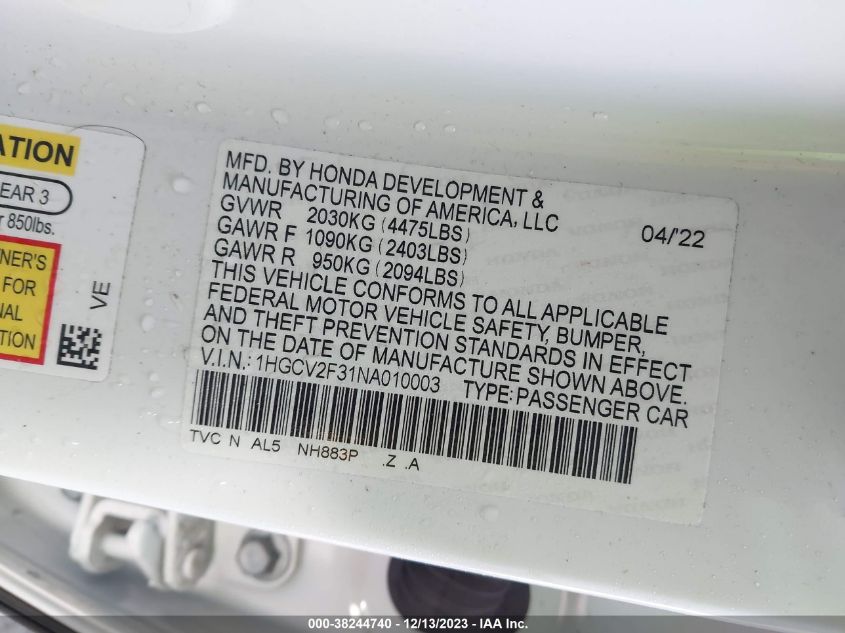 ATION
EAR 3
r 850lbs.
NER'S
FOR
NAL
TION
VE
MFD. BY HONDA DEVELOPMENT &
MANUFACTURING OF AMERICA, LLC
GVWR 2030KG (4475LBS) 04/'22
GAWR F 1090KG (2403LBS)
GAWR R 950KG (2094LBS)
THIS VEHICLE CONFORMS TO ALL APPLICABLE
FEDERAL MOTOR VEHICLE SAFETY, BUMPER,
AND THEFT PREVENTION STANDARDS IN EFFECT
ON THE DATE OF MANUFACTURE SHOWN ABOVE.
V.I.N.: 1HGCV2F31NA010003 TYPE: PASSENGER CAR
TVC N AL5 NH883P .Z .A
000-38244740 - 12/13/2023 - IAA Inc.